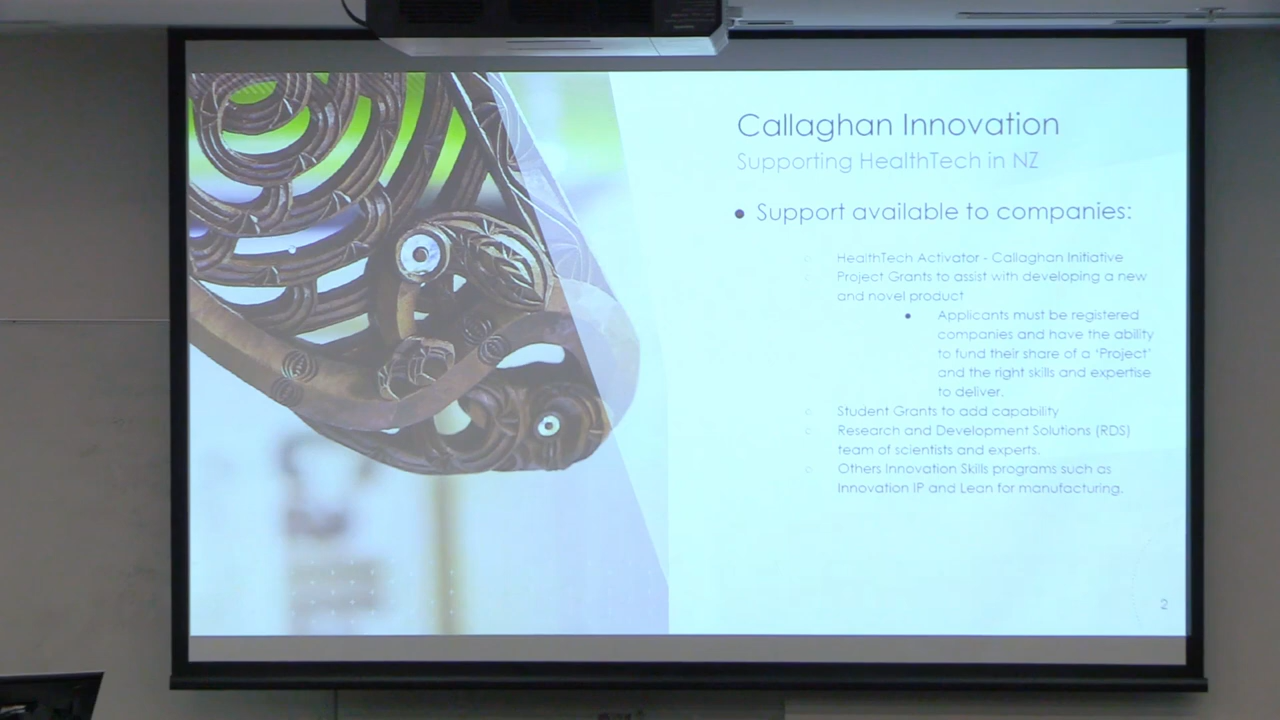 Callaghan Innovation
Supporting HealthTech in NZ
• Support available to companies:
○ HealthTech Activator - Callaghan Initiative
○ Project Grants to assist with developing a new
and novel product
• Applicants must be registered
companies and have the ability
to fund their share of a ‘Project’
and the right skills and expertise
to deliver.
○ Student Grants to add capability
○ Research and Development Solutions (RDS)
team of scientists and experts.
○ Others Innovation Skills programs such as
Innovation IP and Lean for manufacturing.
2